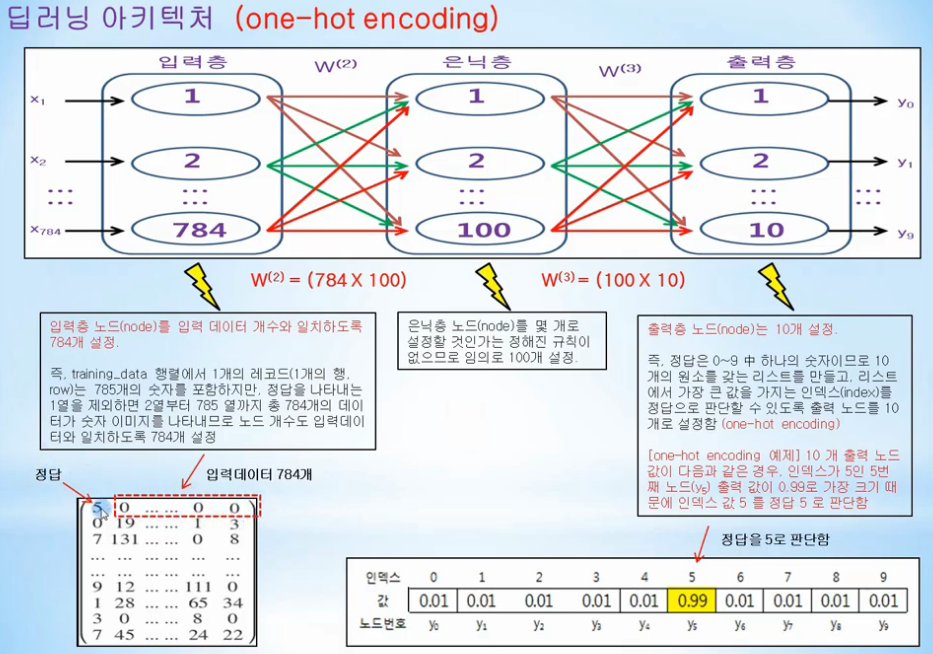 딥러닝 아키텍처 (one-hot encoding)
입력층 W(2) 은닉층 W(3) 출력층
x1 1 1 1 y0
x2 2 2 2 y1
... ... ... ... ...
x784 784 100 10 y9
W(2) = (784 X 100) W(3) = (100 X 10)
입력층 노드(node)를 입력 데이터 개수와 일치하도록
784개 설정.
즉, training_data 행렬에서 1개의 레코드(1개의 행,
row)는 785개의 숫자를 포함하지만, 정답을 나타내는
1열을 제외하면 2열부터 785 열까지 총 784개의 데이
터가 숫자 이미지를 나타내므로 노드 개수도 입력데이
터와 일치하도록 784개 설정
은닉층 노드(node)를 몇 개로
설정할 것인가는 정해진 규칙이
없으므로 임의로 100개 설정.
출력층 노드(node)는 10개 설정.
즉, 정답은 0~9 中 하나의 숫자이므로 10
개의 원소를 갖는 리스트를 만들고, 리스트
에서 가장 큰 값을 가지는 인덱스(index)를
정답으로 판단할 수 있도록 출력 노드를 10
개로 설정함 (one-hot encoding)
[one-hot encoding 예제] 10 개 출력 노드
값이 다음과 같은 경우, 인덱스가 5인 5번
째 노드(y5) 출력 값이 0.99로 가장 크기 때
문에 인덱스 값 5 를 정답 5 로 판단함
정답 입력데이터 784개
5 0 ... ... 0 0
0 19 ... ... 1 3
7 131 ... ... 0 8
... ... ... ... ... ...
... ... ... ... ... ...
9 12 ... ... 111 0
1 28 ... ... 65 34
3 0 ... ... 8 0
7 45 ... ... 24 22
정답을 5로 판단함
인덱스 0 1 2 3 4 5 6 7 8 9
값 0.01 0.01 0.01 0.01 0.01 0.99 0.01 0.01 0.01 0.01
노드번호 y0 y1 y2 y3 y4 y5 y6 y7 y8 y9